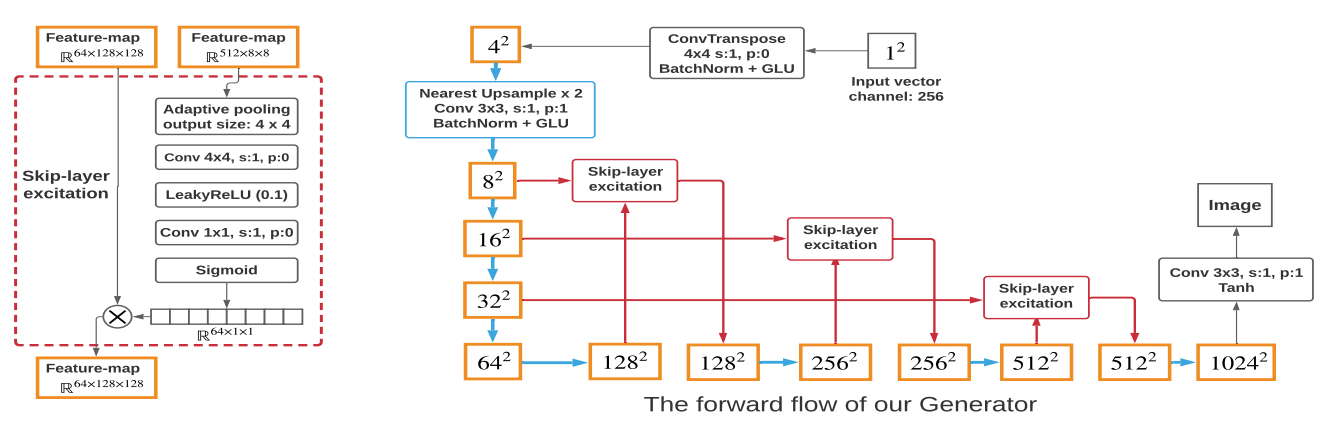 Feature-map
ℝ^64×128×128
Feature-map
ℝ^512×8×8
Adaptive pooling
output size: 4 x 4
Conv 4x4, s:1, p:0
Skip-layer
excitation
LeakyReLU (0.1)
Conv 1x1, s:1, p:0
Sigmoid
ℝ^64×1×1
Feature-map
ℝ^64×128×128
4²
ConvTranspose
4x4 s:1, p:0
BatchNorm + GLU
1²
Input vector
channel: 256
Nearest Upsample x 2
Conv 3x3, s:1, p:1
BatchNorm + GLU
8²
Skip-layer
excitation
16²
Skip-layer
excitation
32²
Skip-layer
excitation
Image
Conv 3x3, s:1, p:1
Tanh
64²
128²
128²
256²
256²
512²
512²
1024²
The forward flow of our Generator